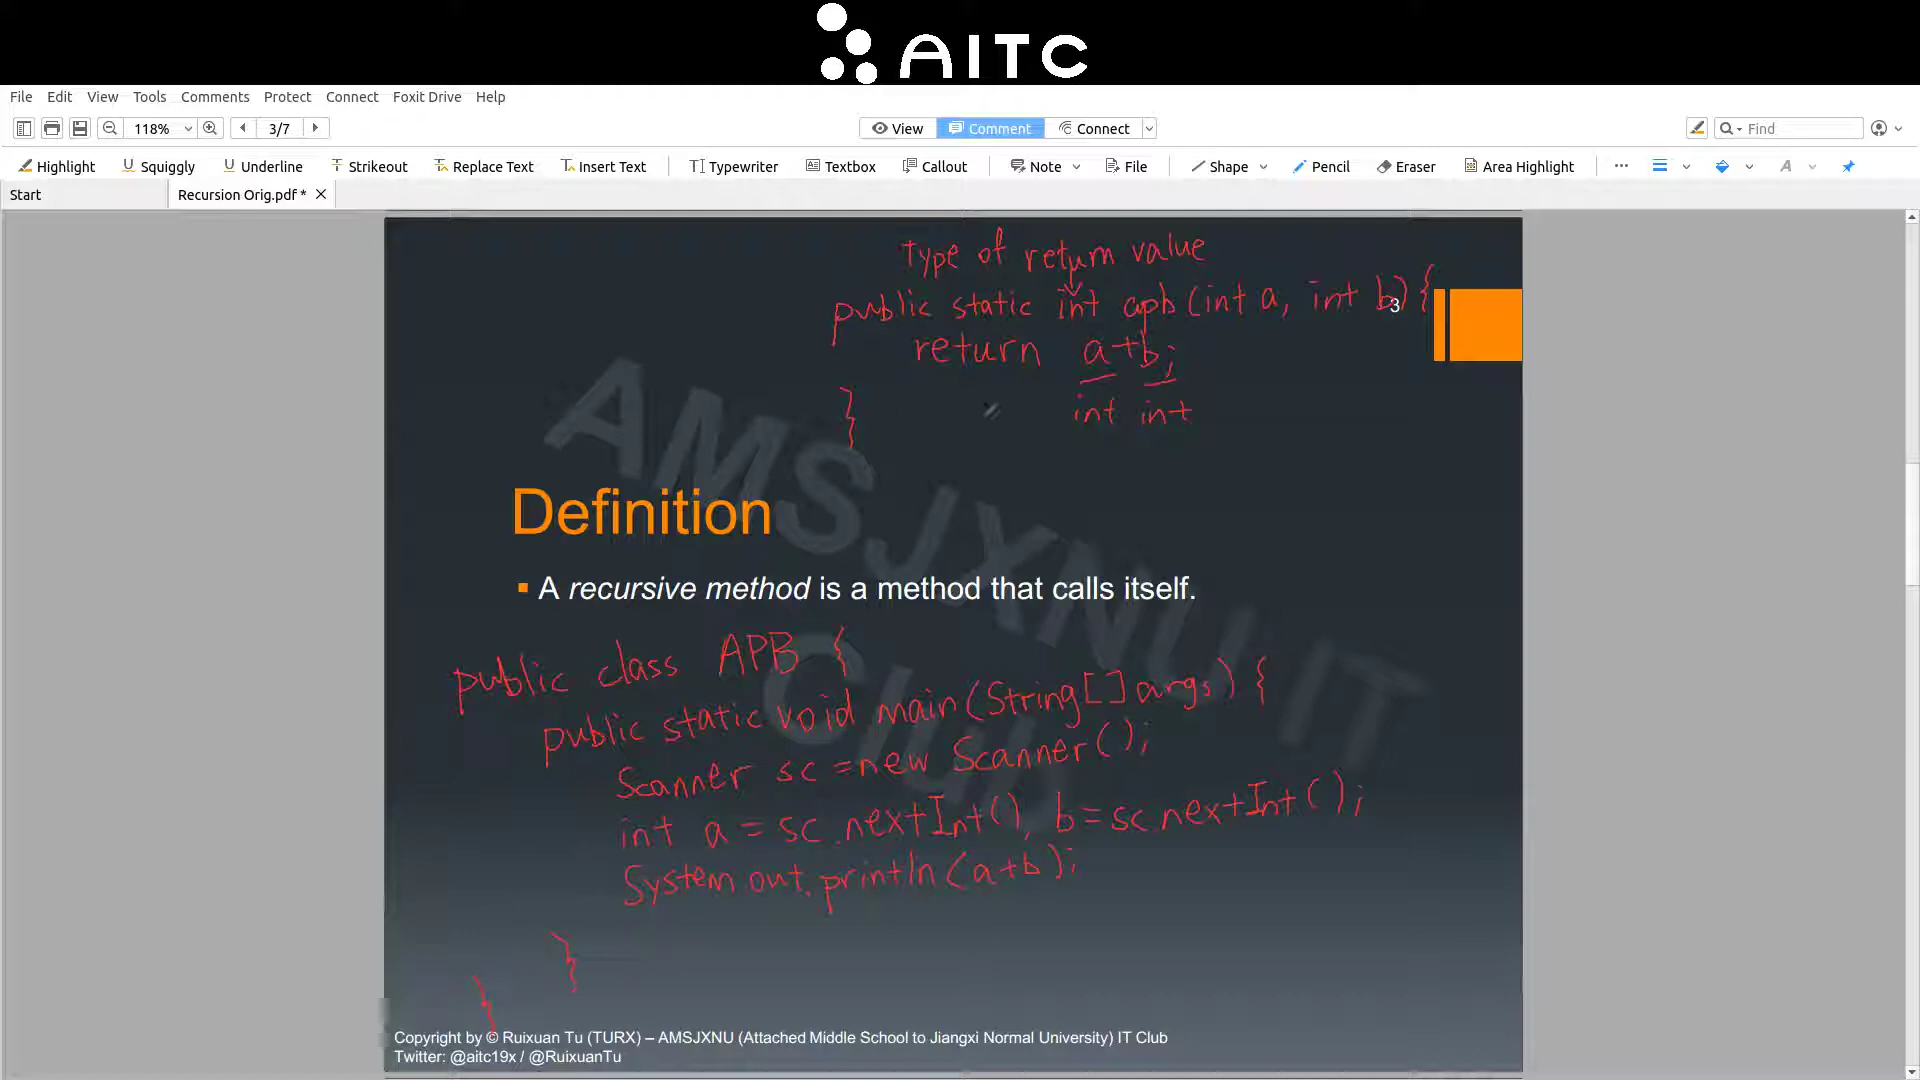 AITC
File Edit View Tools Comments Protect Connect Foxit Drive Help
118% 3/7 View Comment Connect Find
Highlight Squiggly Underline Strikeout Replace Text Insert Text Typewriter Textbox Callout Note File Shape Pencil Eraser Area Highlight ... A
Start Recursion Orig.pdf * X
type of return value
public static int apb (int a, int b) {
3
return a+b;
int int
}
Definition
A recursive method is a method that calls itself.
public class APB {
public static void main (String[] args) {
Scanner sc = new Scanner();
int a = sc.nextInt(), b = sc.nextInt();
System.out.println(a+b);
}
}
AMSJXNU IT
Club
Copyright by © Ruixuan Tu (TURX) – AMSJXNU (Attached Middle School to Jiangxi Normal University) IT Club
Twitter: @aitc19x / @RuixuanTu